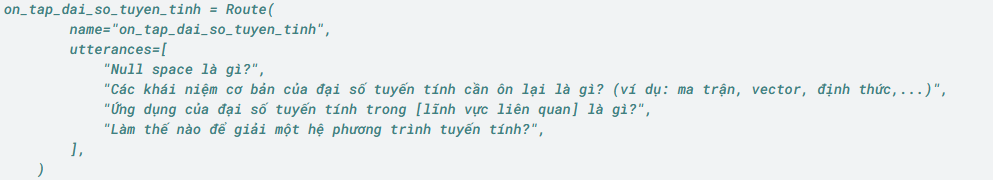 on_tap_dai_so_tuyen_tinh = Route(
        name="on_tap_dai_so_tuyen_tinh",
        utterances=[
            "Null space là gì?",
            "Các khái niệm cơ bản của đại số tuyến tính cần ôn lại là gì? (ví dụ: ma trận, vector, định thức,...)",
            "Ứng dụng của đại số tuyến tính trong [lĩnh vực liên quan] là gì?",
            "Làm thế nào để giải một hệ phương trình tuyến tính?",
        ],
    )